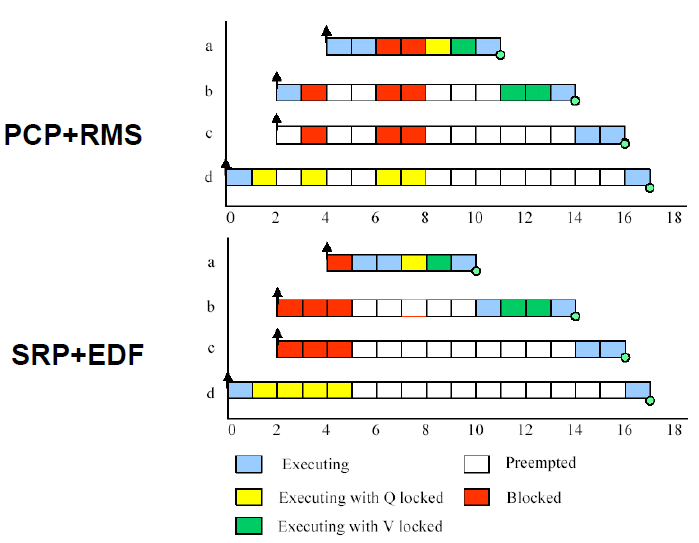 a
b
PCP+RMS
c
d
0 2 4 6 8 10 12 14 16 18
a
b
SRP+EDF
c
d
0 2 4 6 8 10 12 14 16 18
Executing
Preempted
Executing with Q locked
Blocked
Executing with V locked